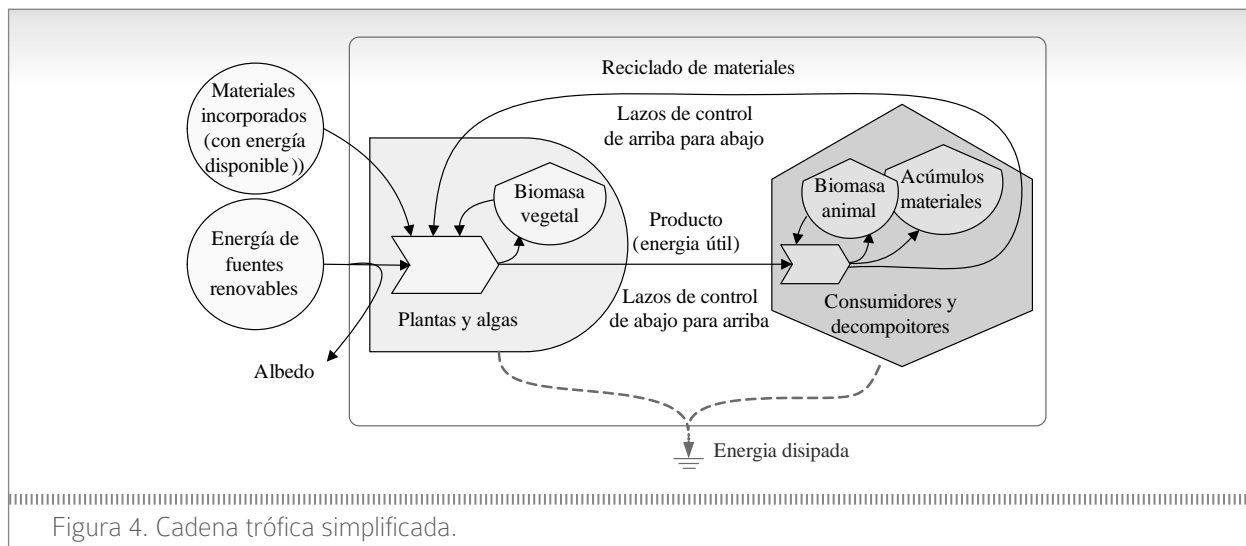 Reciclado de materiales
Materiales
incorporados
(con energía
disponible))
Lazos de control
de arriba para abajo
Biomasa
vegetal
Biomasa
animal
Acúmulos
materiales
Energía de
fuentes
renovables
Producto
(energia útil)
Lazos de control
de abajo para arriba
Plantas y algas
Consumidores y
decompoitores
Albedo
Energia disipada
Figura 4. Cadena trófica simplificada.